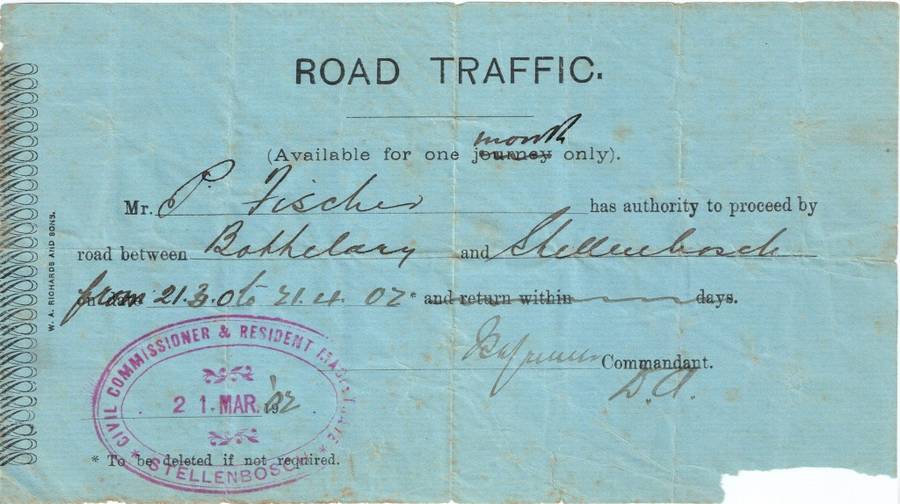 ROAD TRAFFIC.
month
(Available for one journey only).
Mr. P. Fischer has authority to proceed by
road between Bottelary and Stellenbosch
from 21.3.0 to 21.4.02 * and return within days.
Commandant.
D.A.
CIVIL COMMISSIONER & RESIDENT MAGISTRATE
21.MAR.'02
* STELLENBOSCH *
* To be deleted if not required.
W. A. RICHARDS AND SONS.